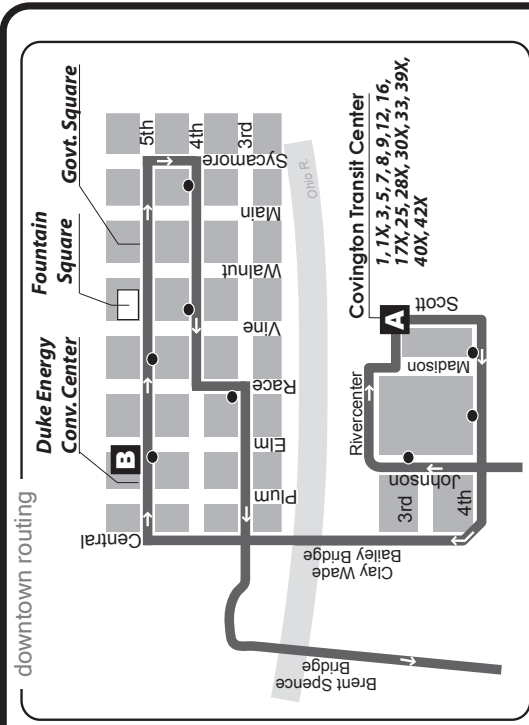 downtown routing
Duke Energy
Conv. Center
Fountain
Square
Govt. Square
B
5th
4th
3rd
Central
Plum
Elm
Race
Vine
Walnut
Main
Sycamore
Ohio R.
Clay Wade
Bailey Bridge
Brent Spence
Bridge
Covington Transit Center
1, 1X, 3, 5, 7, 8, 9, 12, 16,
17X, 25, 28X, 30X, 33, 39X,
40X, 42X
Rivercenter
A
Scott
Madison
Johnson
3rd
4th